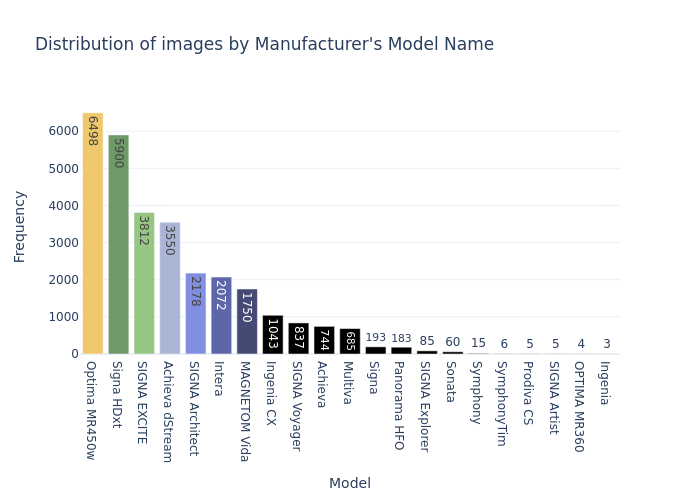 Distribution of images by Manufacturer's Model Name
Frequency
6000
5000
4000
3000
2000
1000
0
6498
5900
3812
3550
2178
2072
1750
1043
837
744
685
193
183
85
60
15
6
5
5
4
3
Optima MR450w
Signa HDxt
SIGNA EXCITE
Achieva dStream
SIGNA Architect
Intera
MAGNETOM Vida
Ingenia CX
SIGNA Voyager
Achieva
Multiva
Signa
Panorama HFO
SIGNA Explorer
Sonata
Symphony
SymphonyTim
Prodiva CS
SIGNA Artist
OPTIMA MR360
Ingenia
Model